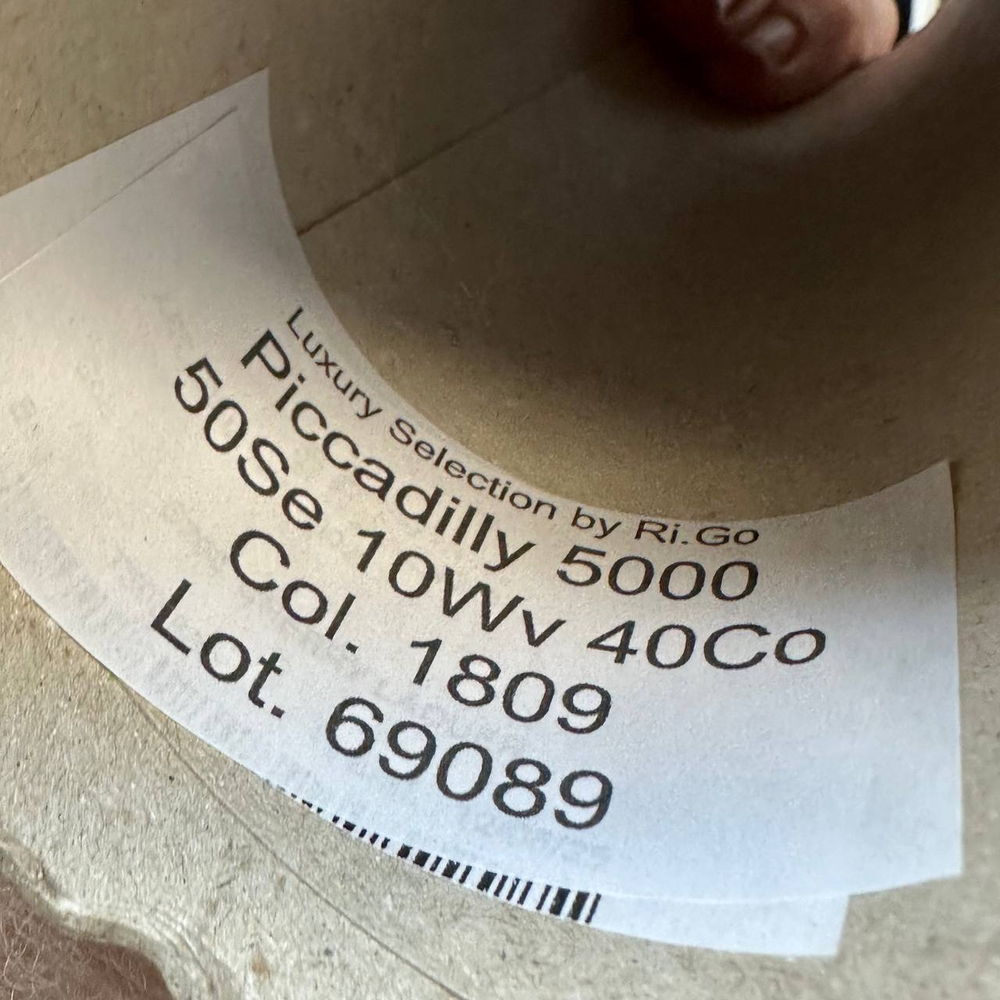 Luxury Selection by Ri.Go
Piccadilly 5000
50Se 10Wv 40Co
Col. 1809
Lot. 69089